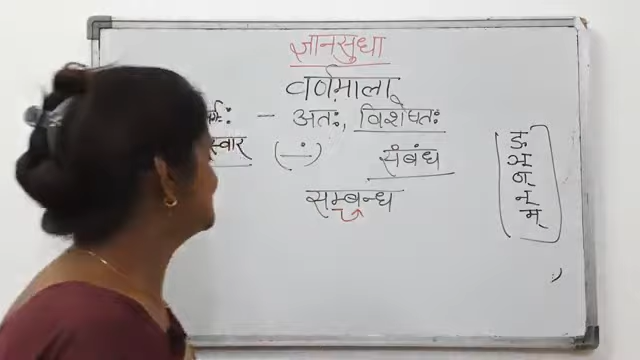 ज्ञानसुधा
वर्णमाला
: - अतः, विशेषतः
स्वार (-ं) संबंध
सम्बन्ध
ङ्
ञ्
ण्
न्
म्